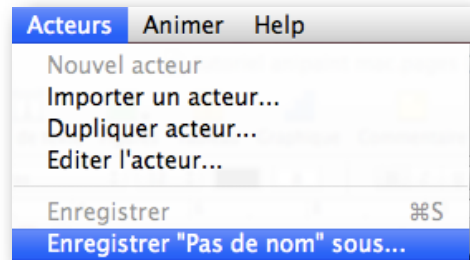 Acteurs Animer Help
Nouvel acteur
Importer un acteur...
Dupliquer acteur...
Editer l'acteur...
Enregistrer ⌘S
Enregistrer "Pas de nom" sous...